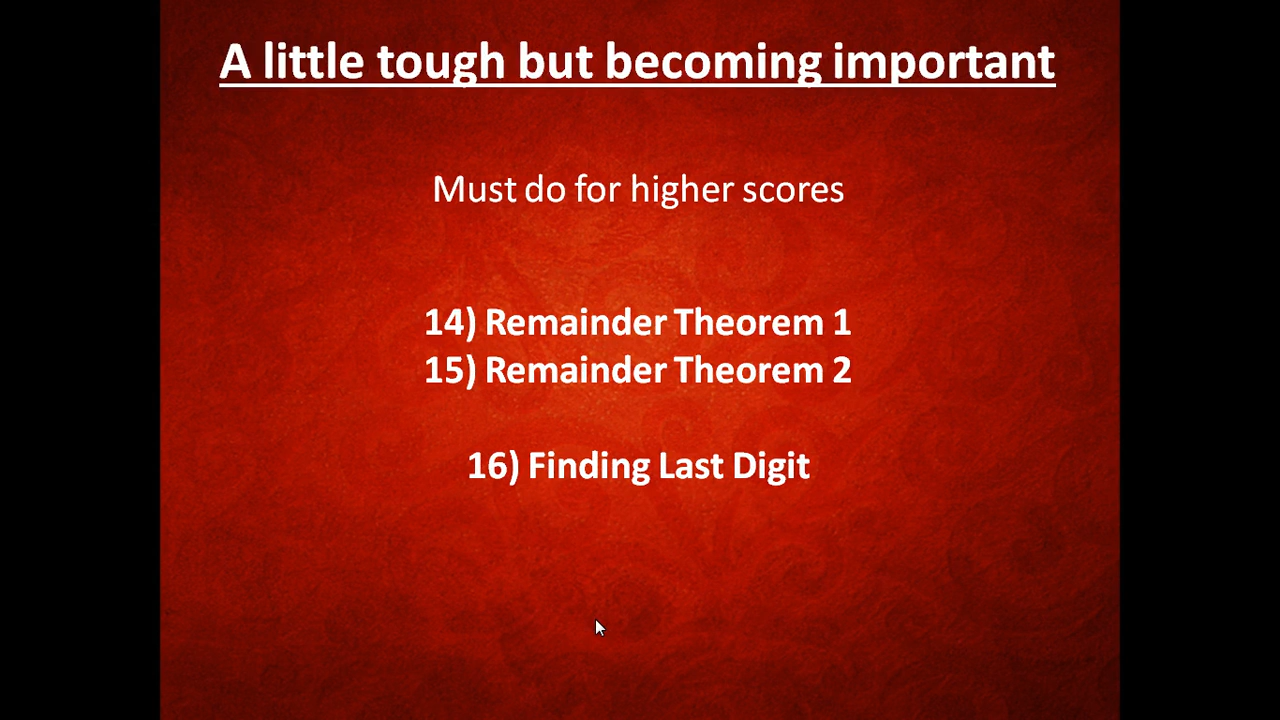 A little tough but becoming important
Must do for higher scores
14) Remainder Theorem 1
15) Remainder Theorem 2
16) Finding Last Digit